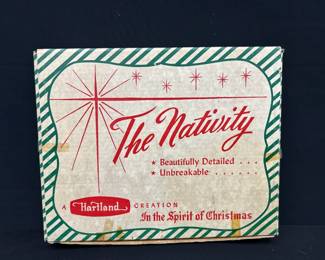 The Nativity
★ Beautifully Detailed . . .
★ Unbreakable . . . . . .
A Hartland CREATION
In the Spirit of Christmas